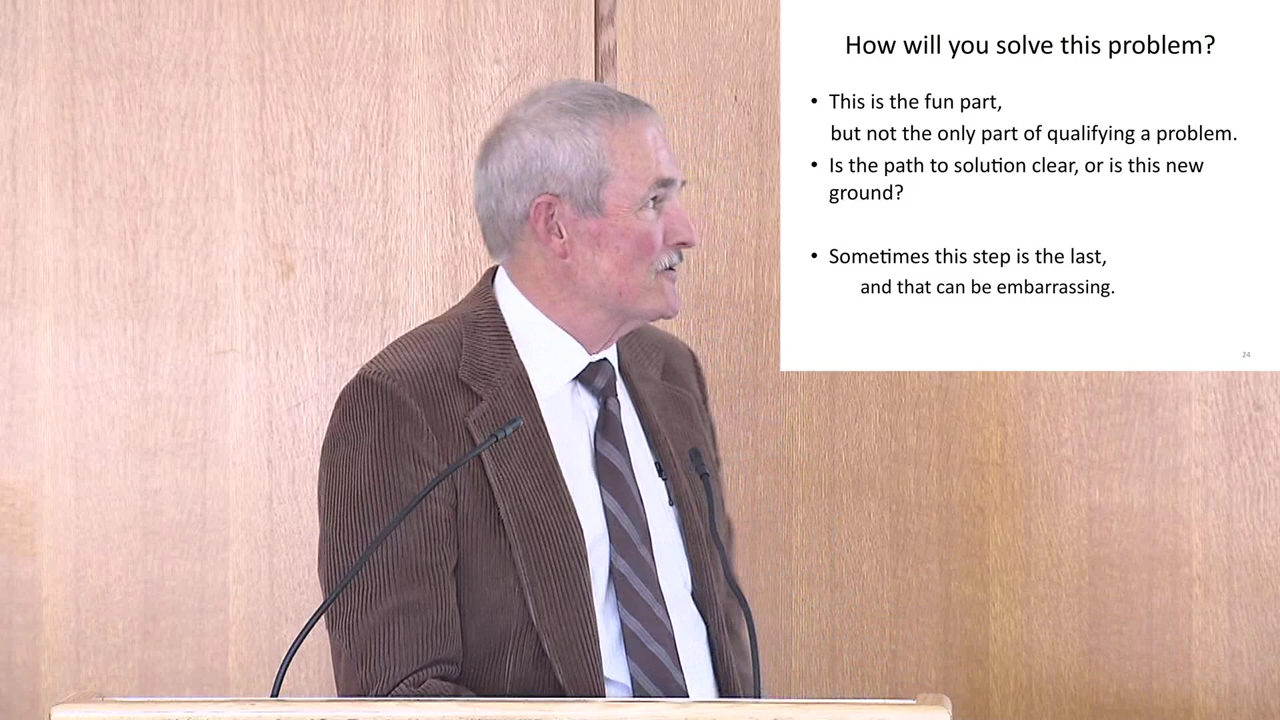 How will you solve this problem?
• This is the fun part,
but not the only part of qualifying a problem.
• Is the path to solution clear, or is this new
ground?
• Sometimes this step is the last,
and that can be embarrassing.
24